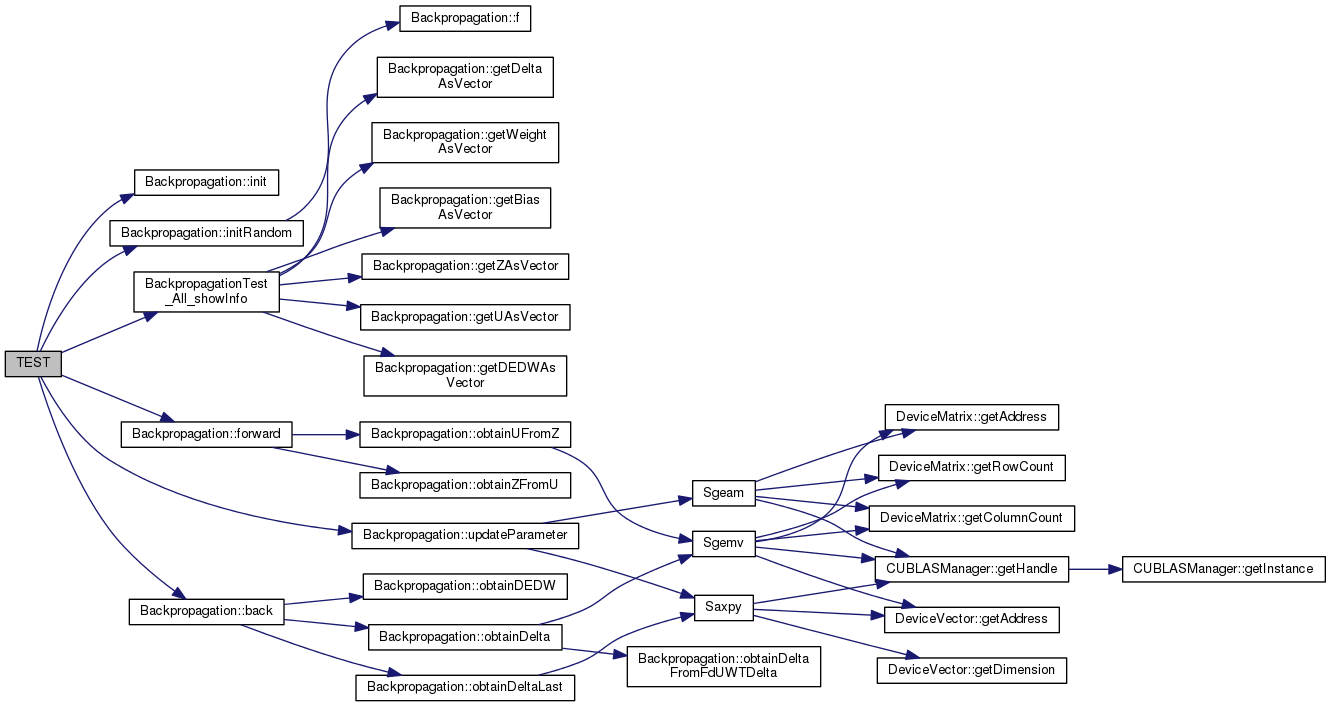 Backpropagation::f
Backpropagation::getDelta
AsVector
Backpropagation::getWeight
AsVector
Backpropagation::init
Backpropagation::getBias
AsVector
Backpropagation::initRandom
Backpropagation::getZAsVector
BackpropagationTest
_All_showInfo
Backpropagation::getUAsVector
TEST
Backpropagation::getDEDWAs
Vector
DeviceMatrix::getAddress
Backpropagation::forward
Backpropagation::obtainUFromZ
DeviceMatrix::getRowCount
Backpropagation::obtainZFromU
Sgeam
DeviceMatrix::getColumnCount
Backpropagation::updateParameter
Sgemv
CUBLASManager::getHandle
CUBLASManager::getInstance
Backpropagation::obtainDEDW
Backpropagation::back
Saxpy
DeviceVector::getAddress
Backpropagation::obtainDelta
Backpropagation::obtainDelta
FromFdUWTDelta
DeviceVector::getDimension
Backpropagation::obtainDeltaLast